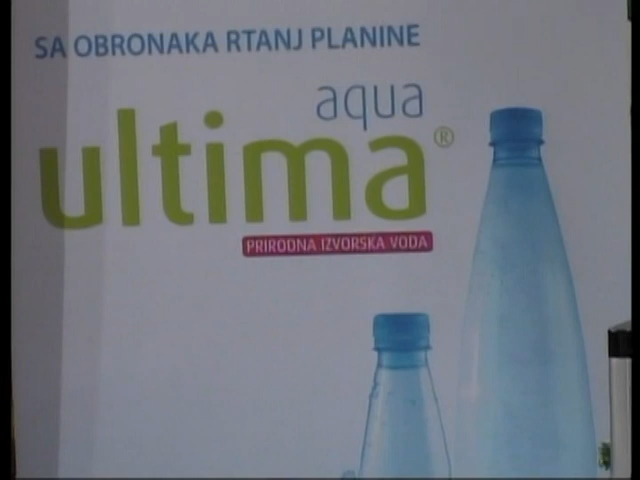 SA OBRONAKA RTANJ PLANINE
aqua
ultima®
PRIRODNA IZVORSKA VODA